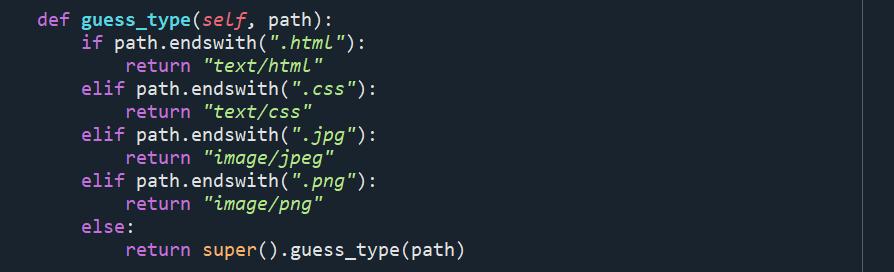 def guess_type(self, path):
    if path.endswith(".html"):
        return "text/html"
    elif path.endswith(".css"):
        return "text/css"
    elif path.endswith(".jpg"):
        return "image/jpeg"
    elif path.endswith(".png"):
        return "image/png"
    else:
        return super().guess_type(path)